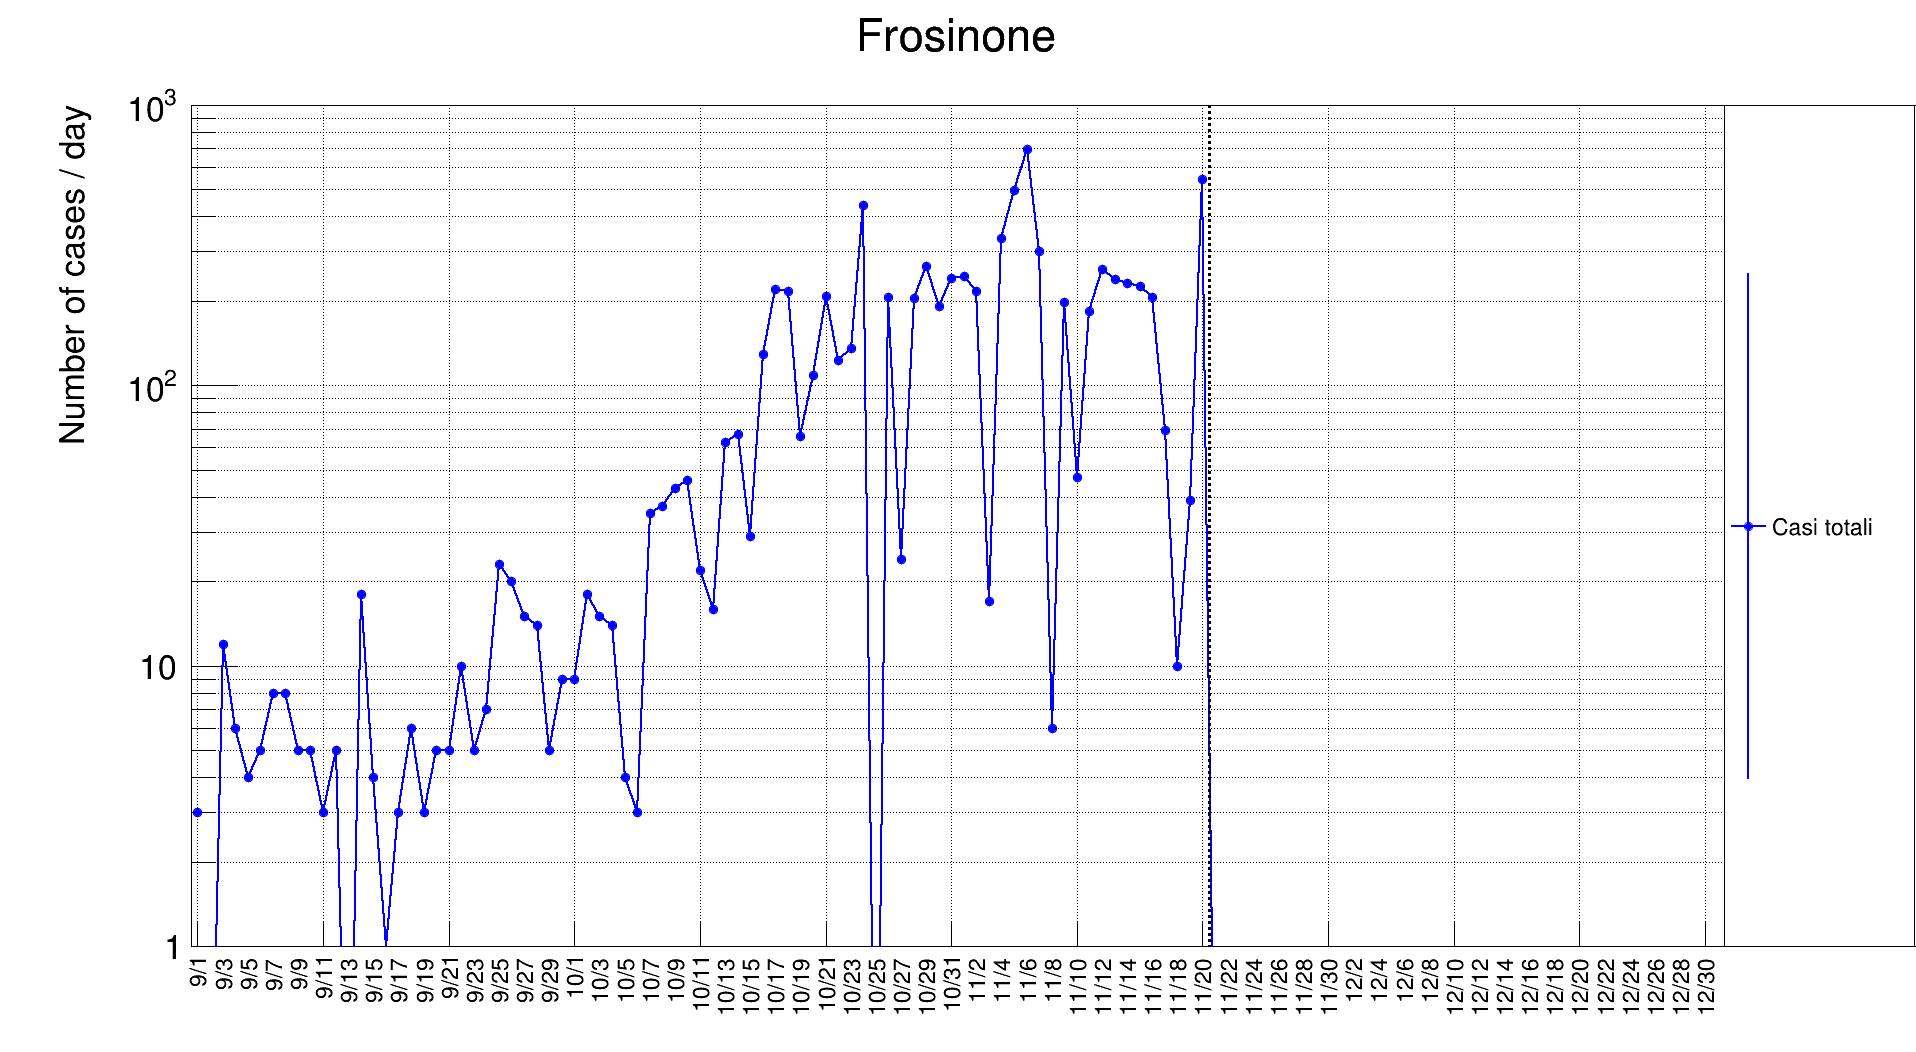 Frosinone
Number of cases / day
10³
10²
10
1
9/1 9/3 9/5 9/7 9/9 9/11 9/13 9/15 9/17 9/19 9/21 9/23 9/25 9/27 9/29 10/1 10/3 10/5 10/7 10/9 10/11 10/13 10/15 10/17 10/19 10/21 10/23 10/25 10/27 10/29 10/31 11/2 11/4 11/6 11/8 11/10 11/12 11/14 11/16 11/18 11/20 11/22 11/24 11/26 11/28 11/30 12/2 12/4 12/6 12/8 12/10 12/12 12/14 12/16 12/18 12/20 12/22 12/24 12/26 12/28 12/30
Casi totali